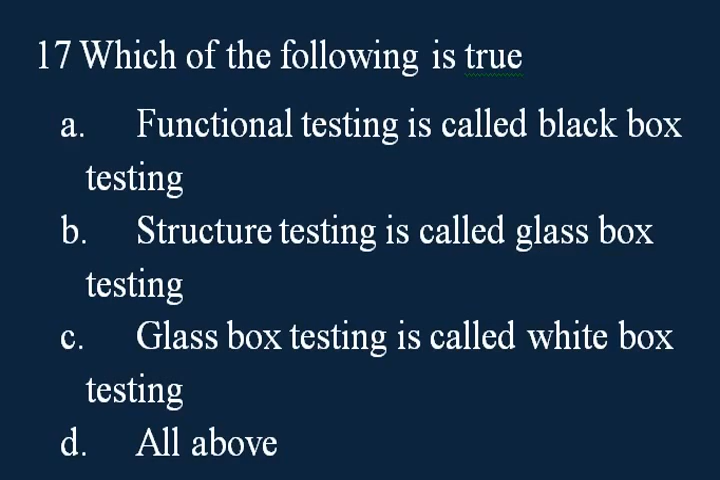 17 Which of the following is true
a. Functional testing is called black box
testing
b. Structure testing is called glass box
testing
c. Glass box testing is called white box
testing
d. All above